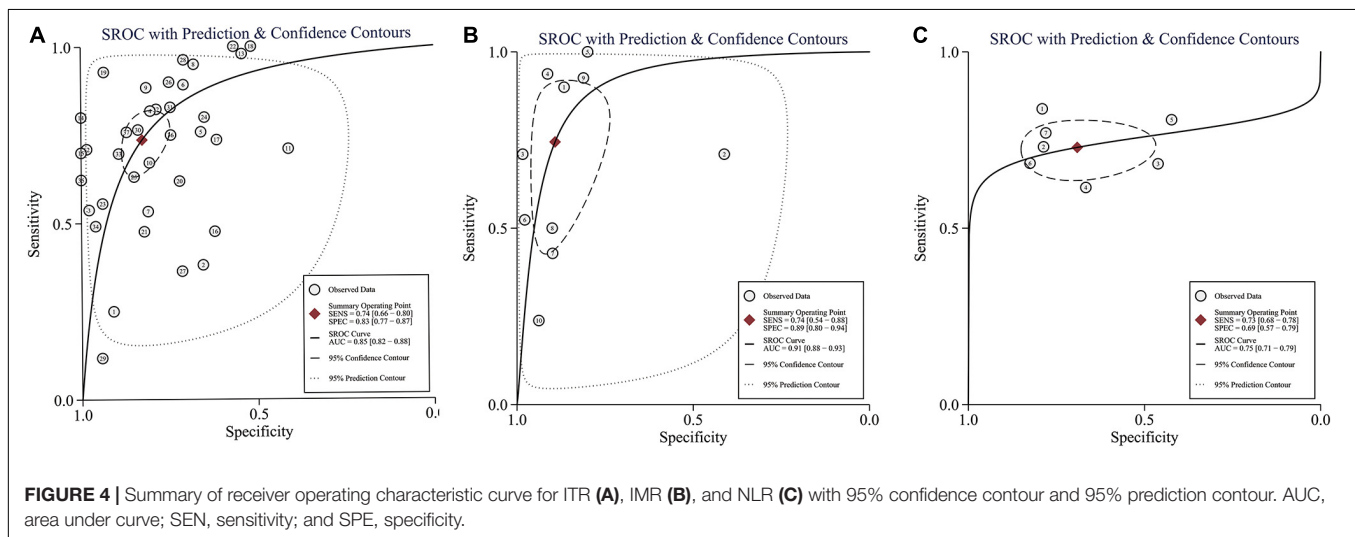 A
SROC with Prediction & Confidence Contours
1.0
0.5
0.0
Sensitivity
1.0
0.5
Specificity
Observed Data
Summary Operating Point
SENS = 0.74 [0.66 − 0.80]
SPEC = 0.83 [0.77 − 0.87]
SROC Curve
AUC = 0.85 [0.82 − 0.88]
95% Confidence Contour
95% Prediction Contour
B
SROC with Prediction & Confidence Contours
1.0
0.5
0.0
Sensitivity
1.0
0.5
0.0
Specificity
Observed Data
Summary Operating Point
SENS = 0.74 [0.54 − 0.88]
SPEC = 0.89 [0.80 − 0.94]
SROC Curve
AUC = 0.91 [0.88 − 0.93]
95% Confidence Contour
95% Prediction Contour
C
SROC with Prediction & Confidence Contours
1.0
0.5
0.0
Sensitivity
1.0
0.5
0.0
Specificity
Observed Data
Summary Operating Point
SENS = 0.73 [0.68 − 0.78]
SPEC = 0.69 [0.57 − 0.79]
SROC Curve
AUC = 0.75 [0.71 − 0.79]
95% Confidence Contour
95% Prediction Contour
FIGURE 4 | Summary of receiver operating characteristic curve for ITR (A), IMR (B), and NLR (C) with 95% confidence contour and 95% prediction contour. AUC,
area under curve; SEN, sensitivity; and SPE, specificity.